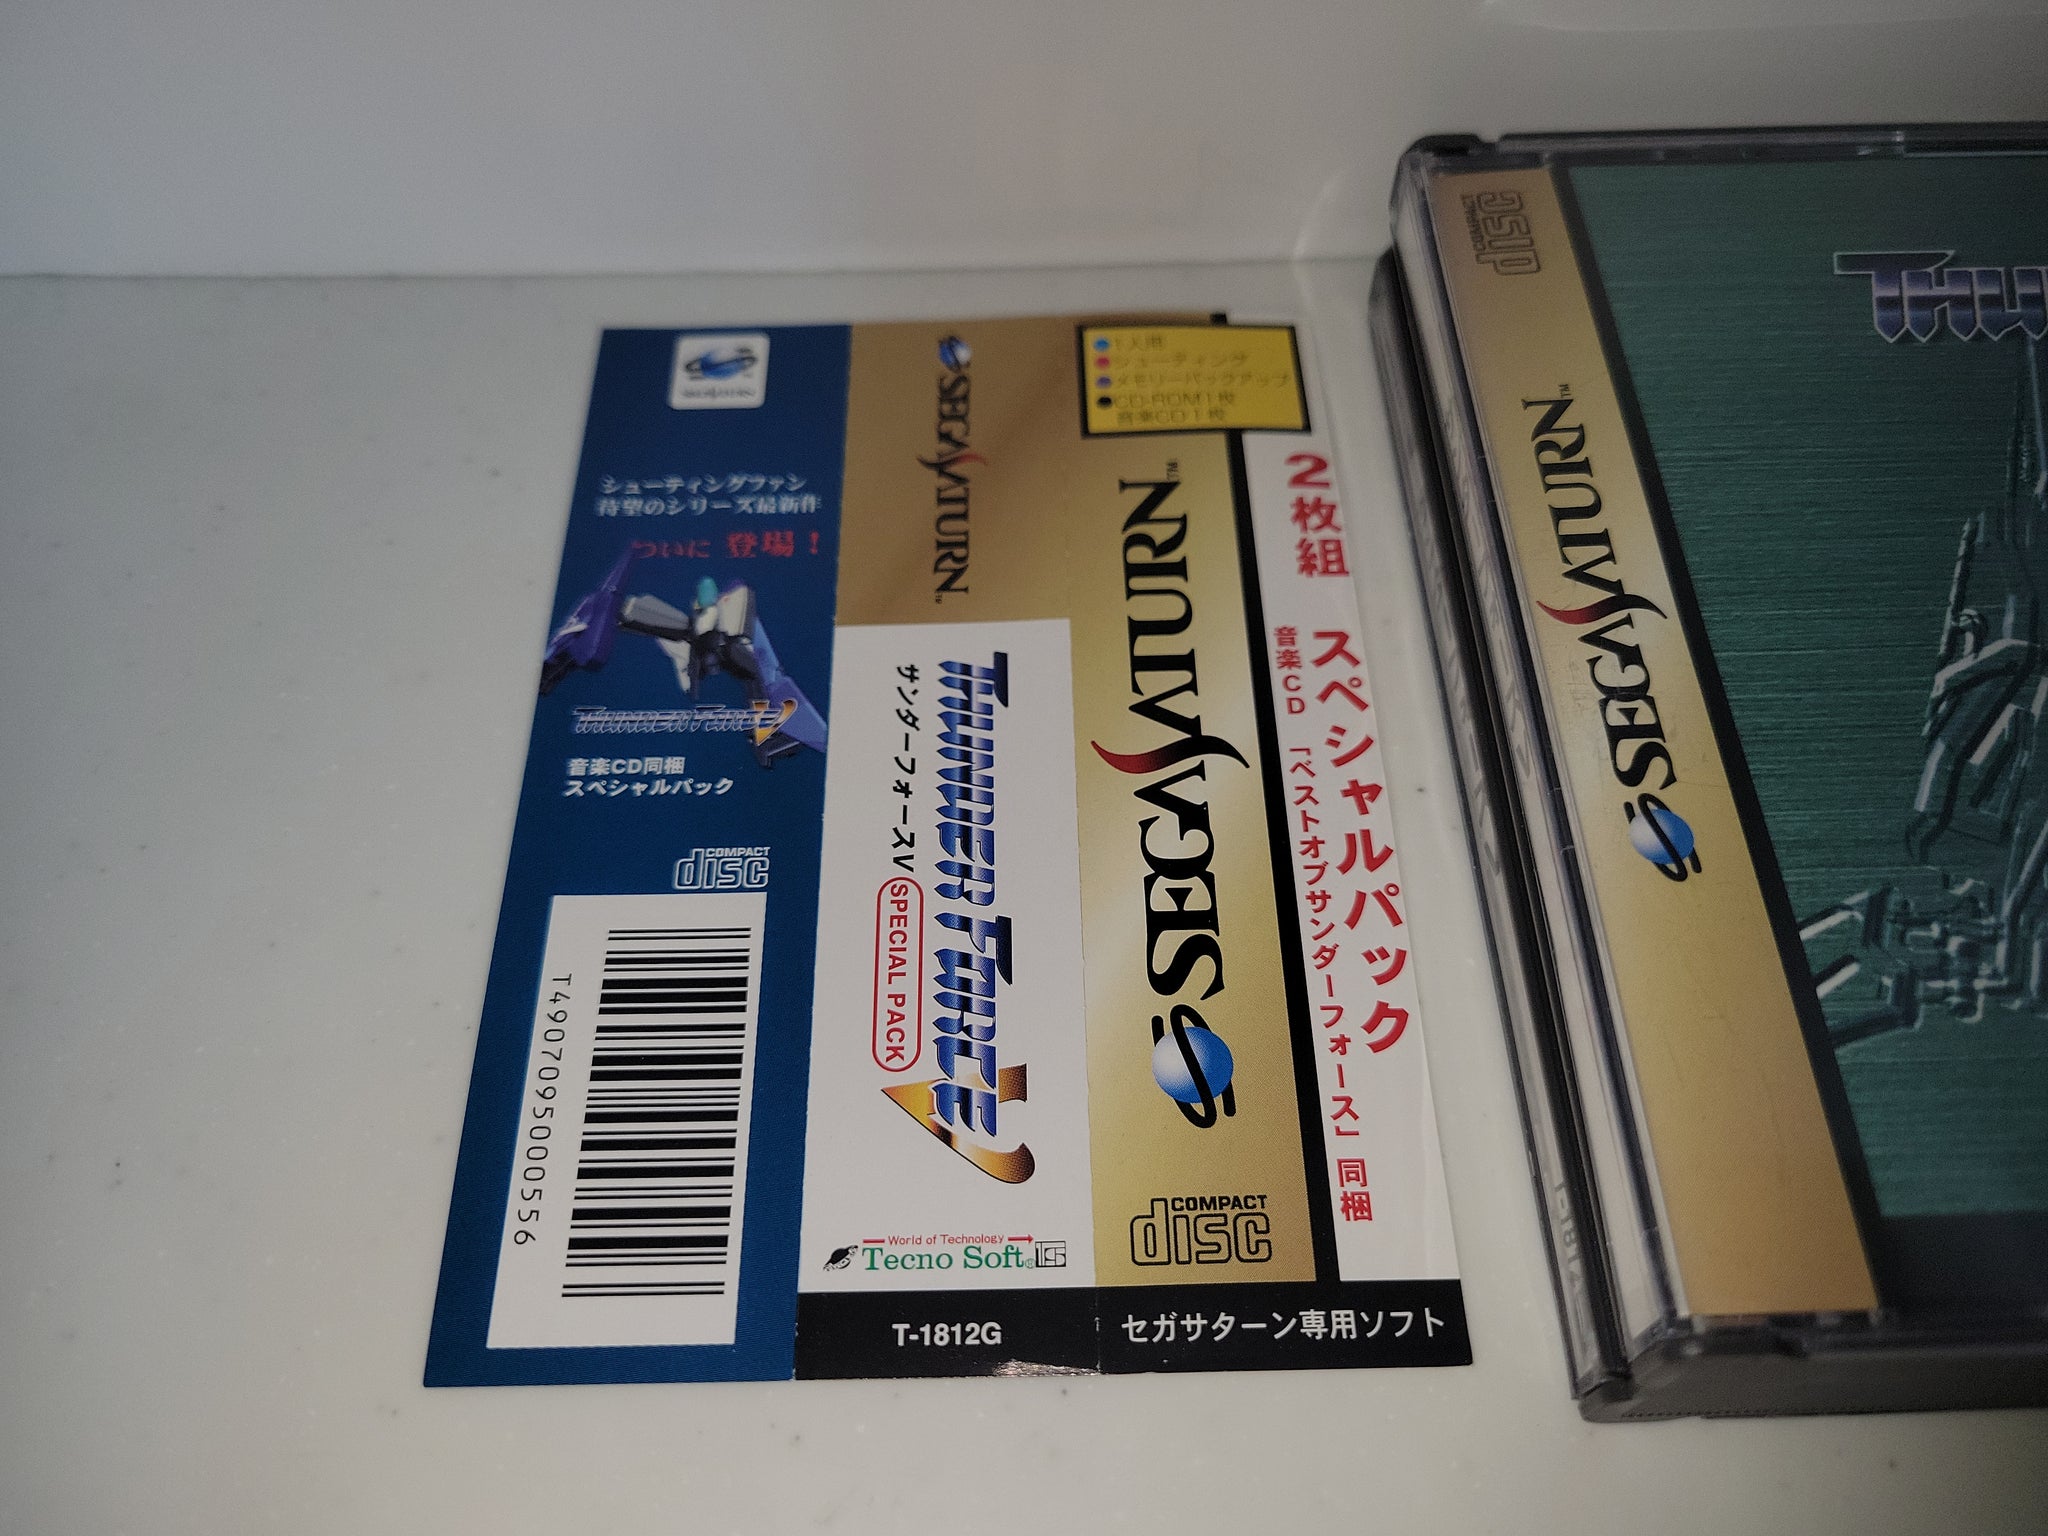 シューティングファン
待望のシリーズ最新作
ついに 登場!
THUNDER FORCE V
音楽CD同梱
スペシャルパック
COMPACT
disc
T4907095000556
SEGA SATURN™
THUNDER FORCE V
サンダーフォースV
SPECIAL PACK
World of Technology
Tecno Soft®
T-1812G
1人用
シューティング
メモリーバックアップ
CD-ROM1枚
音楽CD1枚
SEGA SATURN™
COMPACT
disc
2枚組 スペシャルパック
音楽CD 「ベストオブサンダーフォース」 同梱
セガサターン専用ソフト
COMPACT
disc
SEGA SATURN™